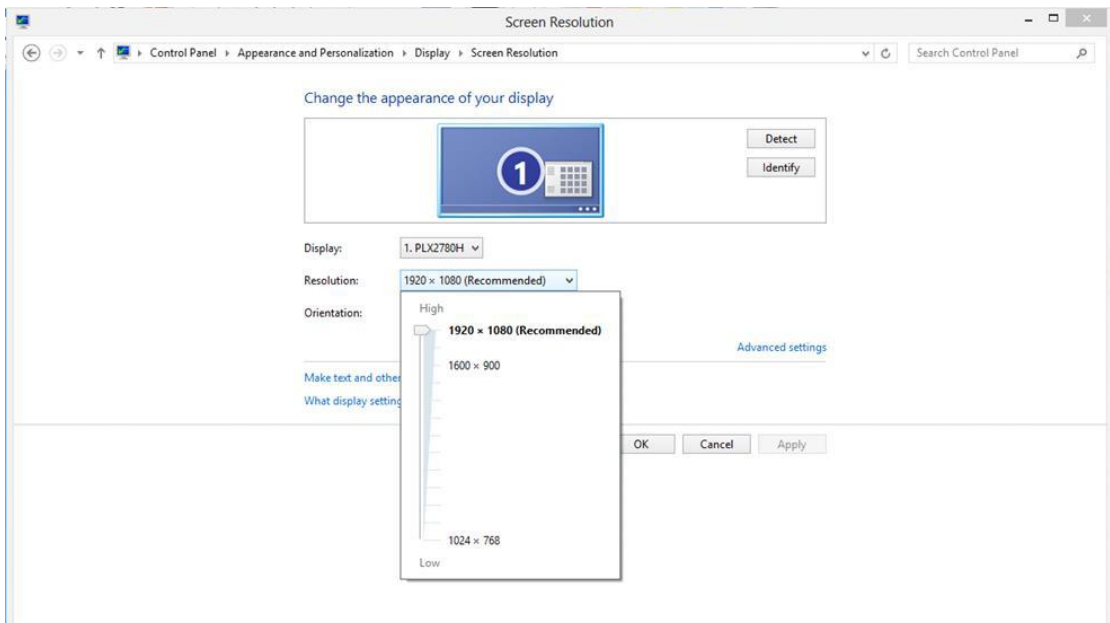 Screen Resolution
Control Panel Appearance and Personalization Display Screen Resolution
Search Control Panel
Change the appearance of your display
1
Detect
Identify
Display: 1. PLX2780H
Resolution: 1920 × 1080 (Recommended)
Orientation:
High
1920 × 1080 (Recommended)
1600 × 900
1024 × 768
Low
Advanced settings
Make text and other
What display setting
OK Cancel Apply